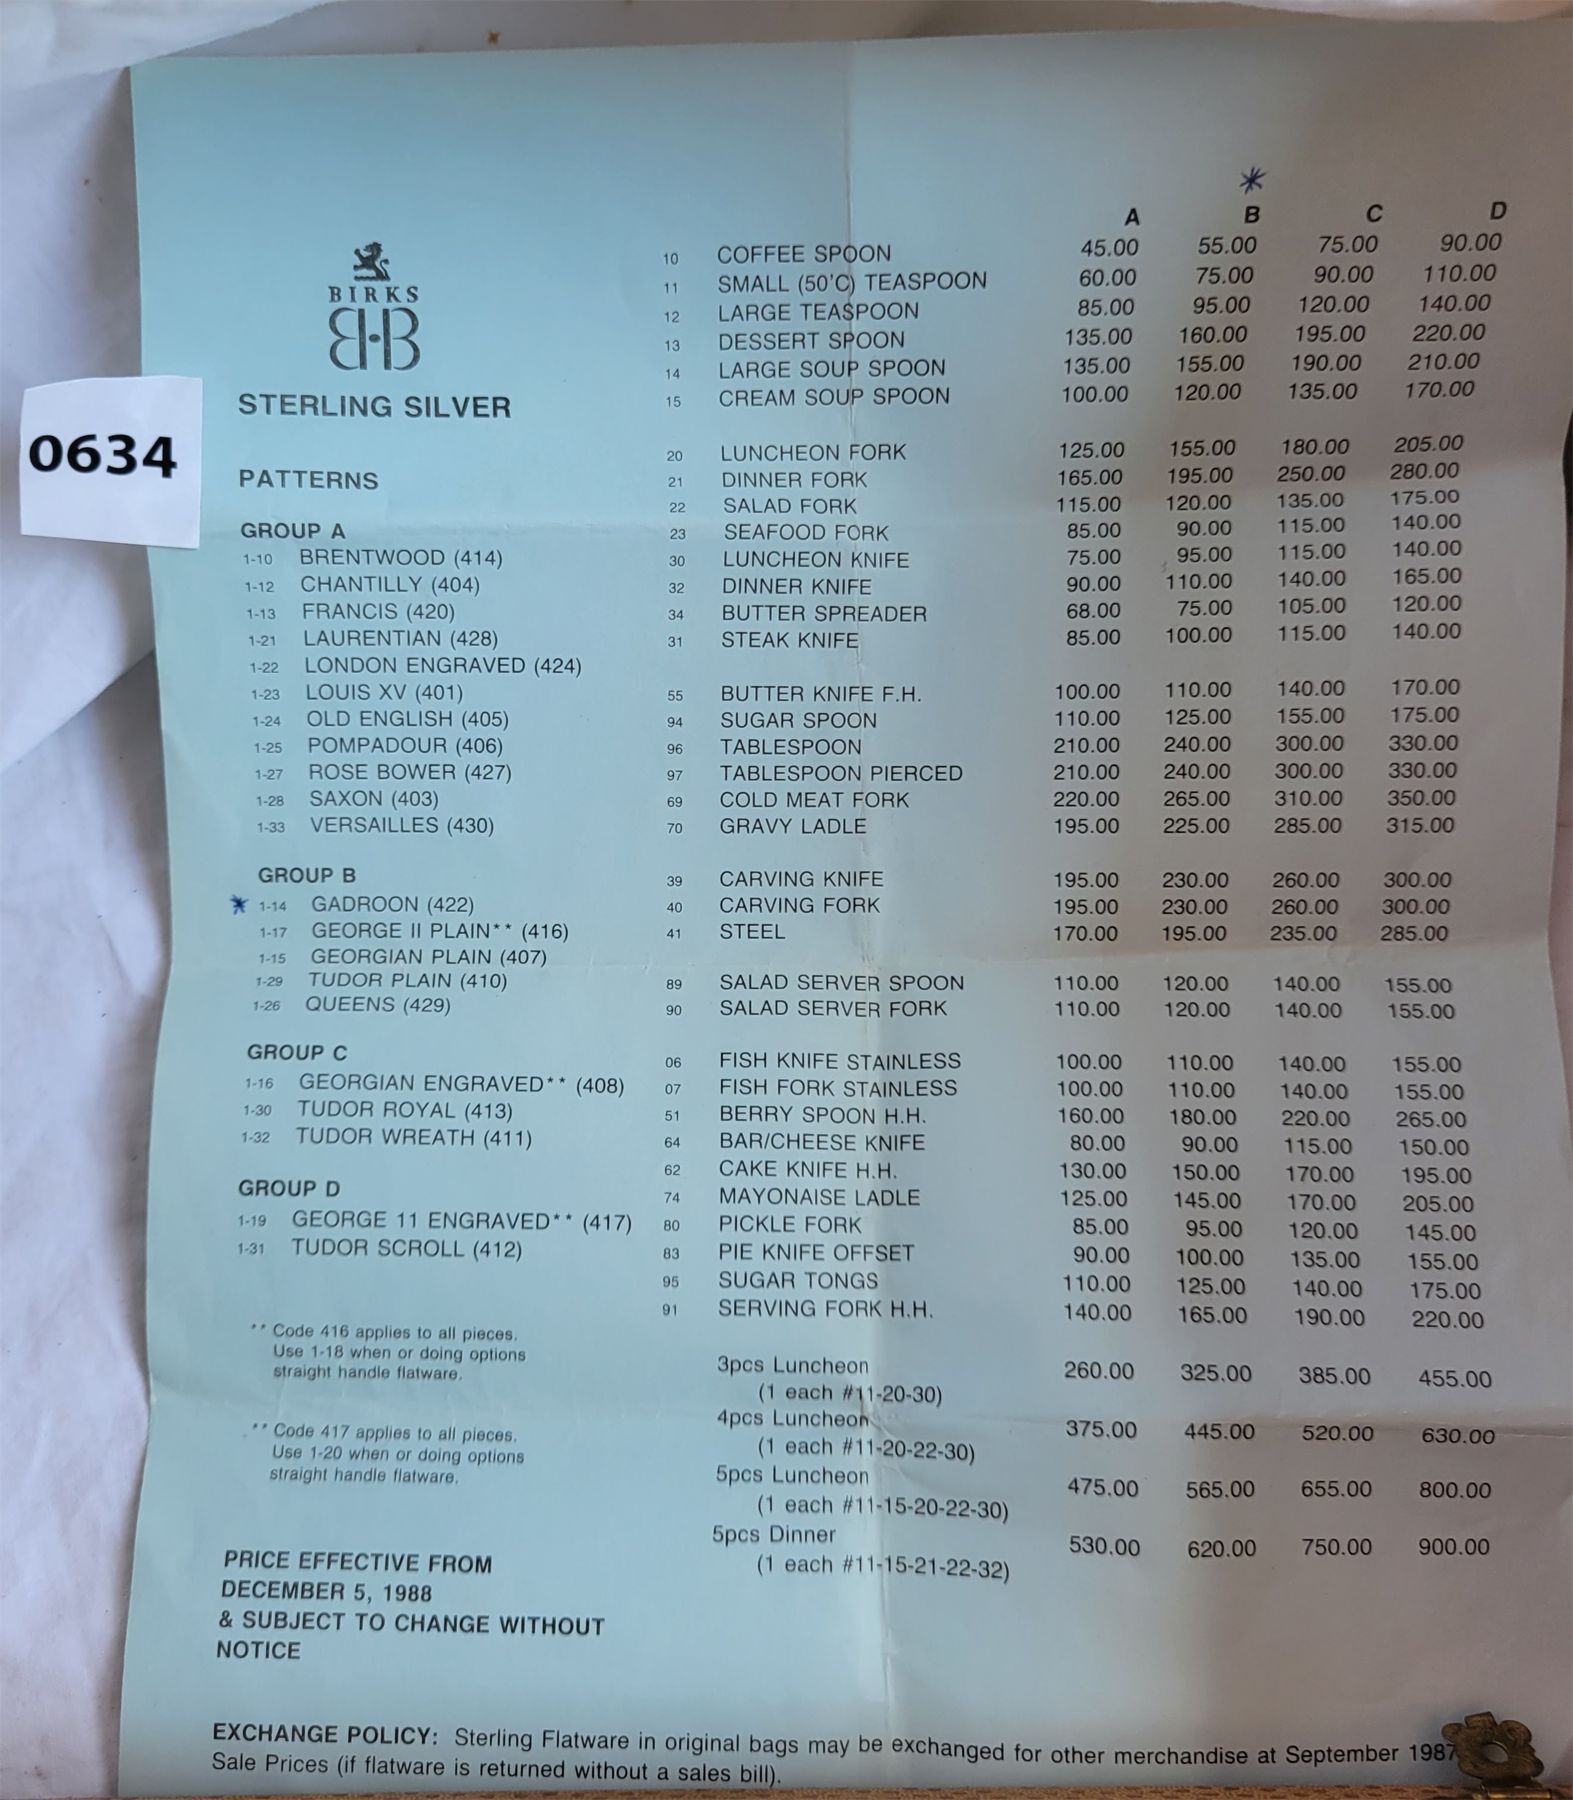 *
A B C D
BIRKS
STERLING SILVER
10 COFFEE SPOON 45.00 55.00 75.00 90.00
11 SMALL (50'C) TEASPOON 60.00 75.00 90.00 110.00
12 LARGE TEASPOON 85.00 95.00 120.00 140.00
13 DESSERT SPOON 135.00 160.00 195.00 220.00
14 LARGE SOUP SPOON 135.00 155.00 190.00 210.00
15 CREAM SOUP SPOON 100.00 120.00 135.00 170.00
0634
20 LUNCHEON FORK 125.00 155.00 180.00 205.00
21 DINNER FORK 165.00 195.00 250.00 280.00
22 SALAD FORK 115.00 120.00 135.00 175.00
23 SEAFOOD FORK 85.00 90.00 115.00 140.00
30 LUNCHEON KNIFE 75.00 95.00 115.00 140.00
32 DINNER KNIFE 90.00 110.00 140.00 165.00
34 BUTTER SPREADER 68.00 75.00 105.00 120.00
31 STEAK KNIFE 85.00 100.00 115.00 140.00
55 BUTTER KNIFE F.H. 100.00 110.00 140.00 170.00
94 SUGAR SPOON 110.00 125.00 155.00 175.00
96 TABLESPOON 210.00 240.00 300.00 330.00
97 TABLESPOON PIERCED 210.00 240.00 300.00 330.00
69 COLD MEAT FORK 220.00 265.00 310.00 350.00
70 GRAVY LADLE 195.00 225.00 285.00 315.00
39 CARVING KNIFE 195.00 230.00 260.00 300.00
40 CARVING FORK 195.00 230.00 260.00 300.00
41 STEEL 170.00 195.00 235.00 285.00
89 SALAD SERVER SPOON 110.00 120.00 140.00 155.00
90 SALAD SERVER FORK 110.00 120.00 140.00 155.00
06 FISH KNIFE STAINLESS 100.00 110.00 140.00 155.00
07 FISH FORK STAINLESS 100.00 110.00 140.00 155.00
51 BERRY SPOON H.H. 160.00 180.00 220.00 265.00
64 BAR/CHEESE KNIFE 80.00 90.00 115.00 150.00
62 CAKE KNIFE H.H. 130.00 150.00 170.00 195.00
74 MAYONAISE LADLE 125.00 145.00 170.00 205.00
80 PICKLE FORK 85.00 95.00 120.00 145.00
83 PIE KNIFE OFFSET 90.00 100.00 135.00 155.00
95 SUGAR TONGS 110.00 125.00 140.00 175.00
91 SERVING FORK H.H. 140.00 165.00 190.00 220.00
3pcs Luncheon 260.00 325.00 385.00 455.00
(1 each #11-20-30)
4pcs Luncheon 375.00 445.00 520.00 630.00
(1 each #11-20-22-30)
5pcs Luncheon 475.00 565.00 655.00 800.00
(1 each #11-15-20-22-30)
5pcs Dinner 530.00 620.00 750.00 900.00
(1 each #11-15-21-22-32)
PATTERNS
GROUP A
1-10 BRENTWOOD (414)
1-12 CHANTILLY (404)
1-13 FRANCIS (420)
1-21 LAURENTIAN (428)
1-22 LONDON ENGRAVED (424)
1-23 LOUIS XV (401)
1-24 OLD ENGLISH (405)
1-25 POMPADOUR (406)
1-27 ROSE BOWER (427)
1-28 SAXON (403)
1-33 VERSAILLES (430)
GROUP B
* 1-14 GADROON (422)
1-17 GEORGE II PLAIN** (416)
1-15 GEORGIAN PLAIN (407)
1-29 TUDOR PLAIN (410)
1-26 QUEENS (429)
GROUP C
1-16 GEORGIAN ENGRAVED** (408)
1-30 TUDOR ROYAL (413)
1-32 TUDOR WREATH (411)
GROUP D
1-19 GEORGE 11 ENGRAVED** (417)
1-31 TUDOR SCROLL (412)
** Code 416 applies to all pieces.
Use 1-18 when or doing options
straight handle flatware.
** Code 417 applies to all pieces.
Use 1-20 when or doing options
straight handle flatware.
PRICE EFFECTIVE FROM
DECEMBER 5, 1988
& SUBJECT TO CHANGE WITHOUT
NOTICE
EXCHANGE POLICY: Sterling Flatware in original bags may be exchanged for other merchandise at September 1987
Sale Prices (if flatware is returned without a sales bill).